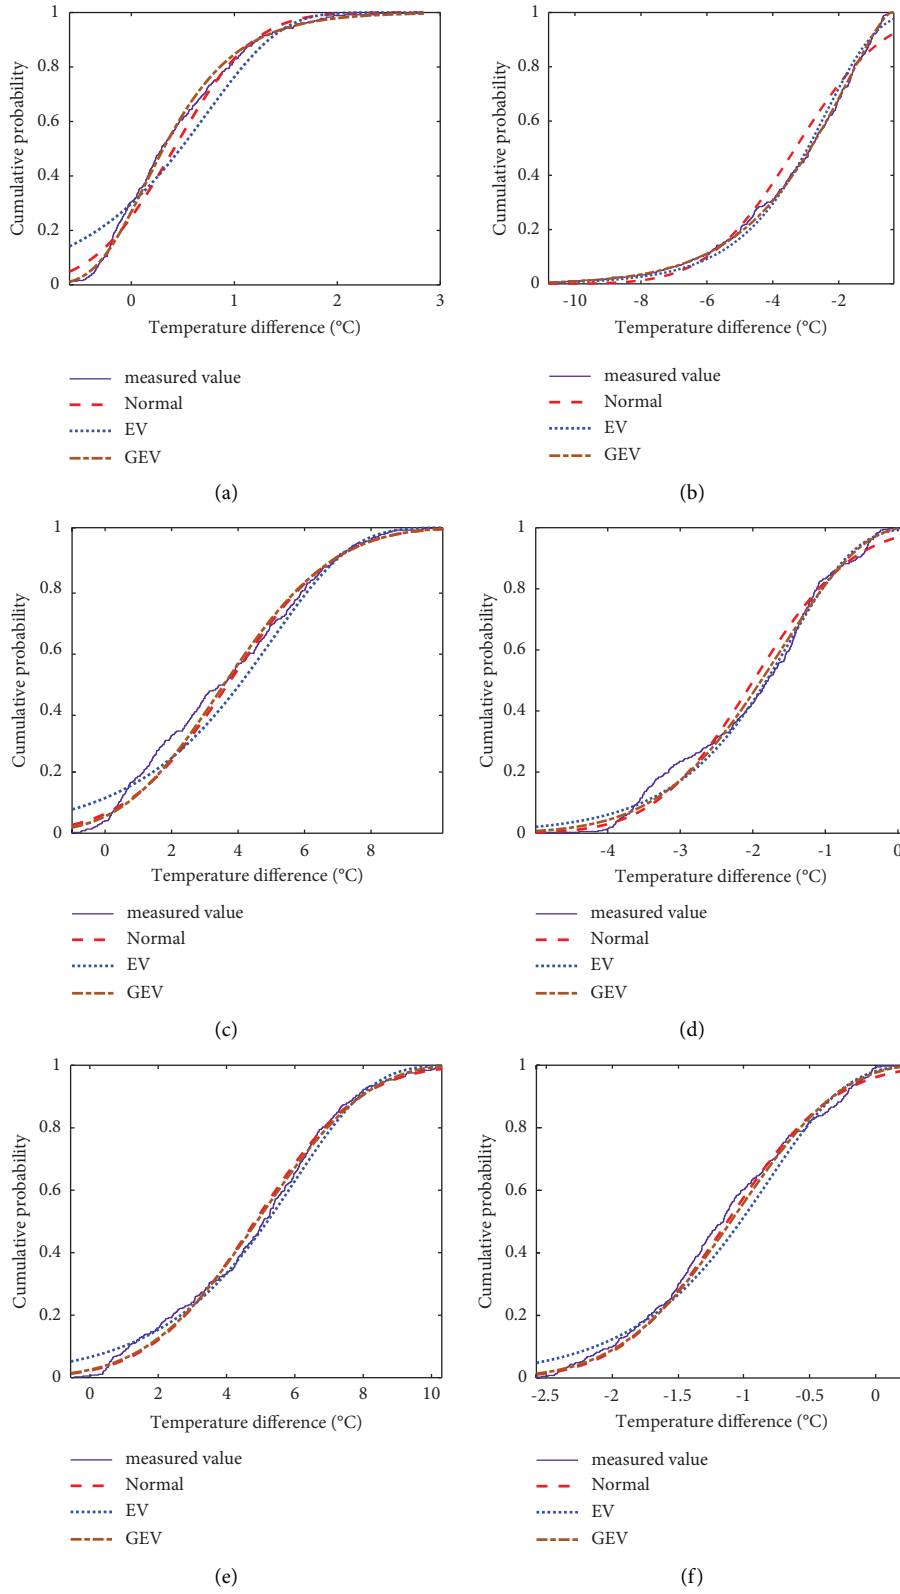 1
0.8
0.6
0.4
0.2
0
Cumulative probability
0 1 2 3
Temperature difference (°C)
measured value
Normal
EV
GEV
(a)
1
0.8
0.6
0.4
0.2
0
Cumulative probability
-10 -8 -6 -4 -2
Temperature difference (°C)
measured value
Normal
EV
GEV
(b)
1
0.8
0.6
0.4
0.2
0
Cumulative probability
0 2 4 6 8
Temperature difference (°C)
measured value
Normal
EV
GEV
(c)
1
0.8
0.6
0.4
0.2
0
Cumulative probability
-4 -3 -2 -1 0
Temperature difference (°C)
measured value
Normal
EV
GEV
(d)
1
0.8
0.6
0.4
0.2
0
Cumulative probability
0 2 4 6 8 10
Temperature difference (°C)
measured value
Normal
EV
GEV
(e)
1
0.8
0.6
0.4
0.2
0
Cumulative probability
-2.5 -2 -1.5 -1 -0.5 0
Temperature difference (°C)
measured value
Normal
EV
GEV
(f)